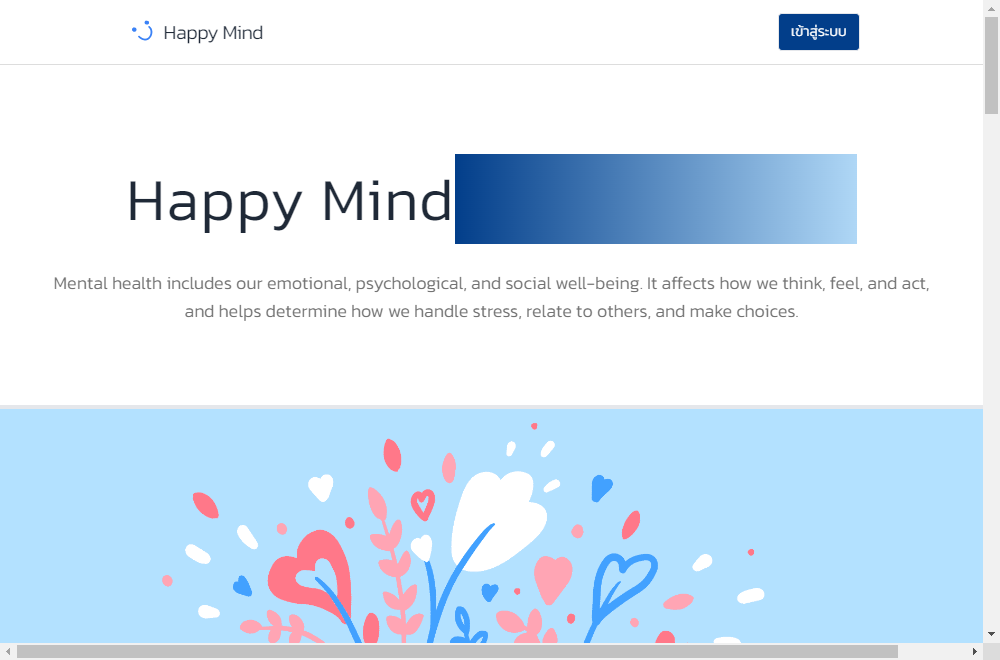 Happy Mind
เข้าสู่ระบบ
Happy Mind
Mental health includes our emotional, psychological, and social well-being. It affects how we think, feel, and act,
and helps determine how we handle stress, relate to others, and make choices.